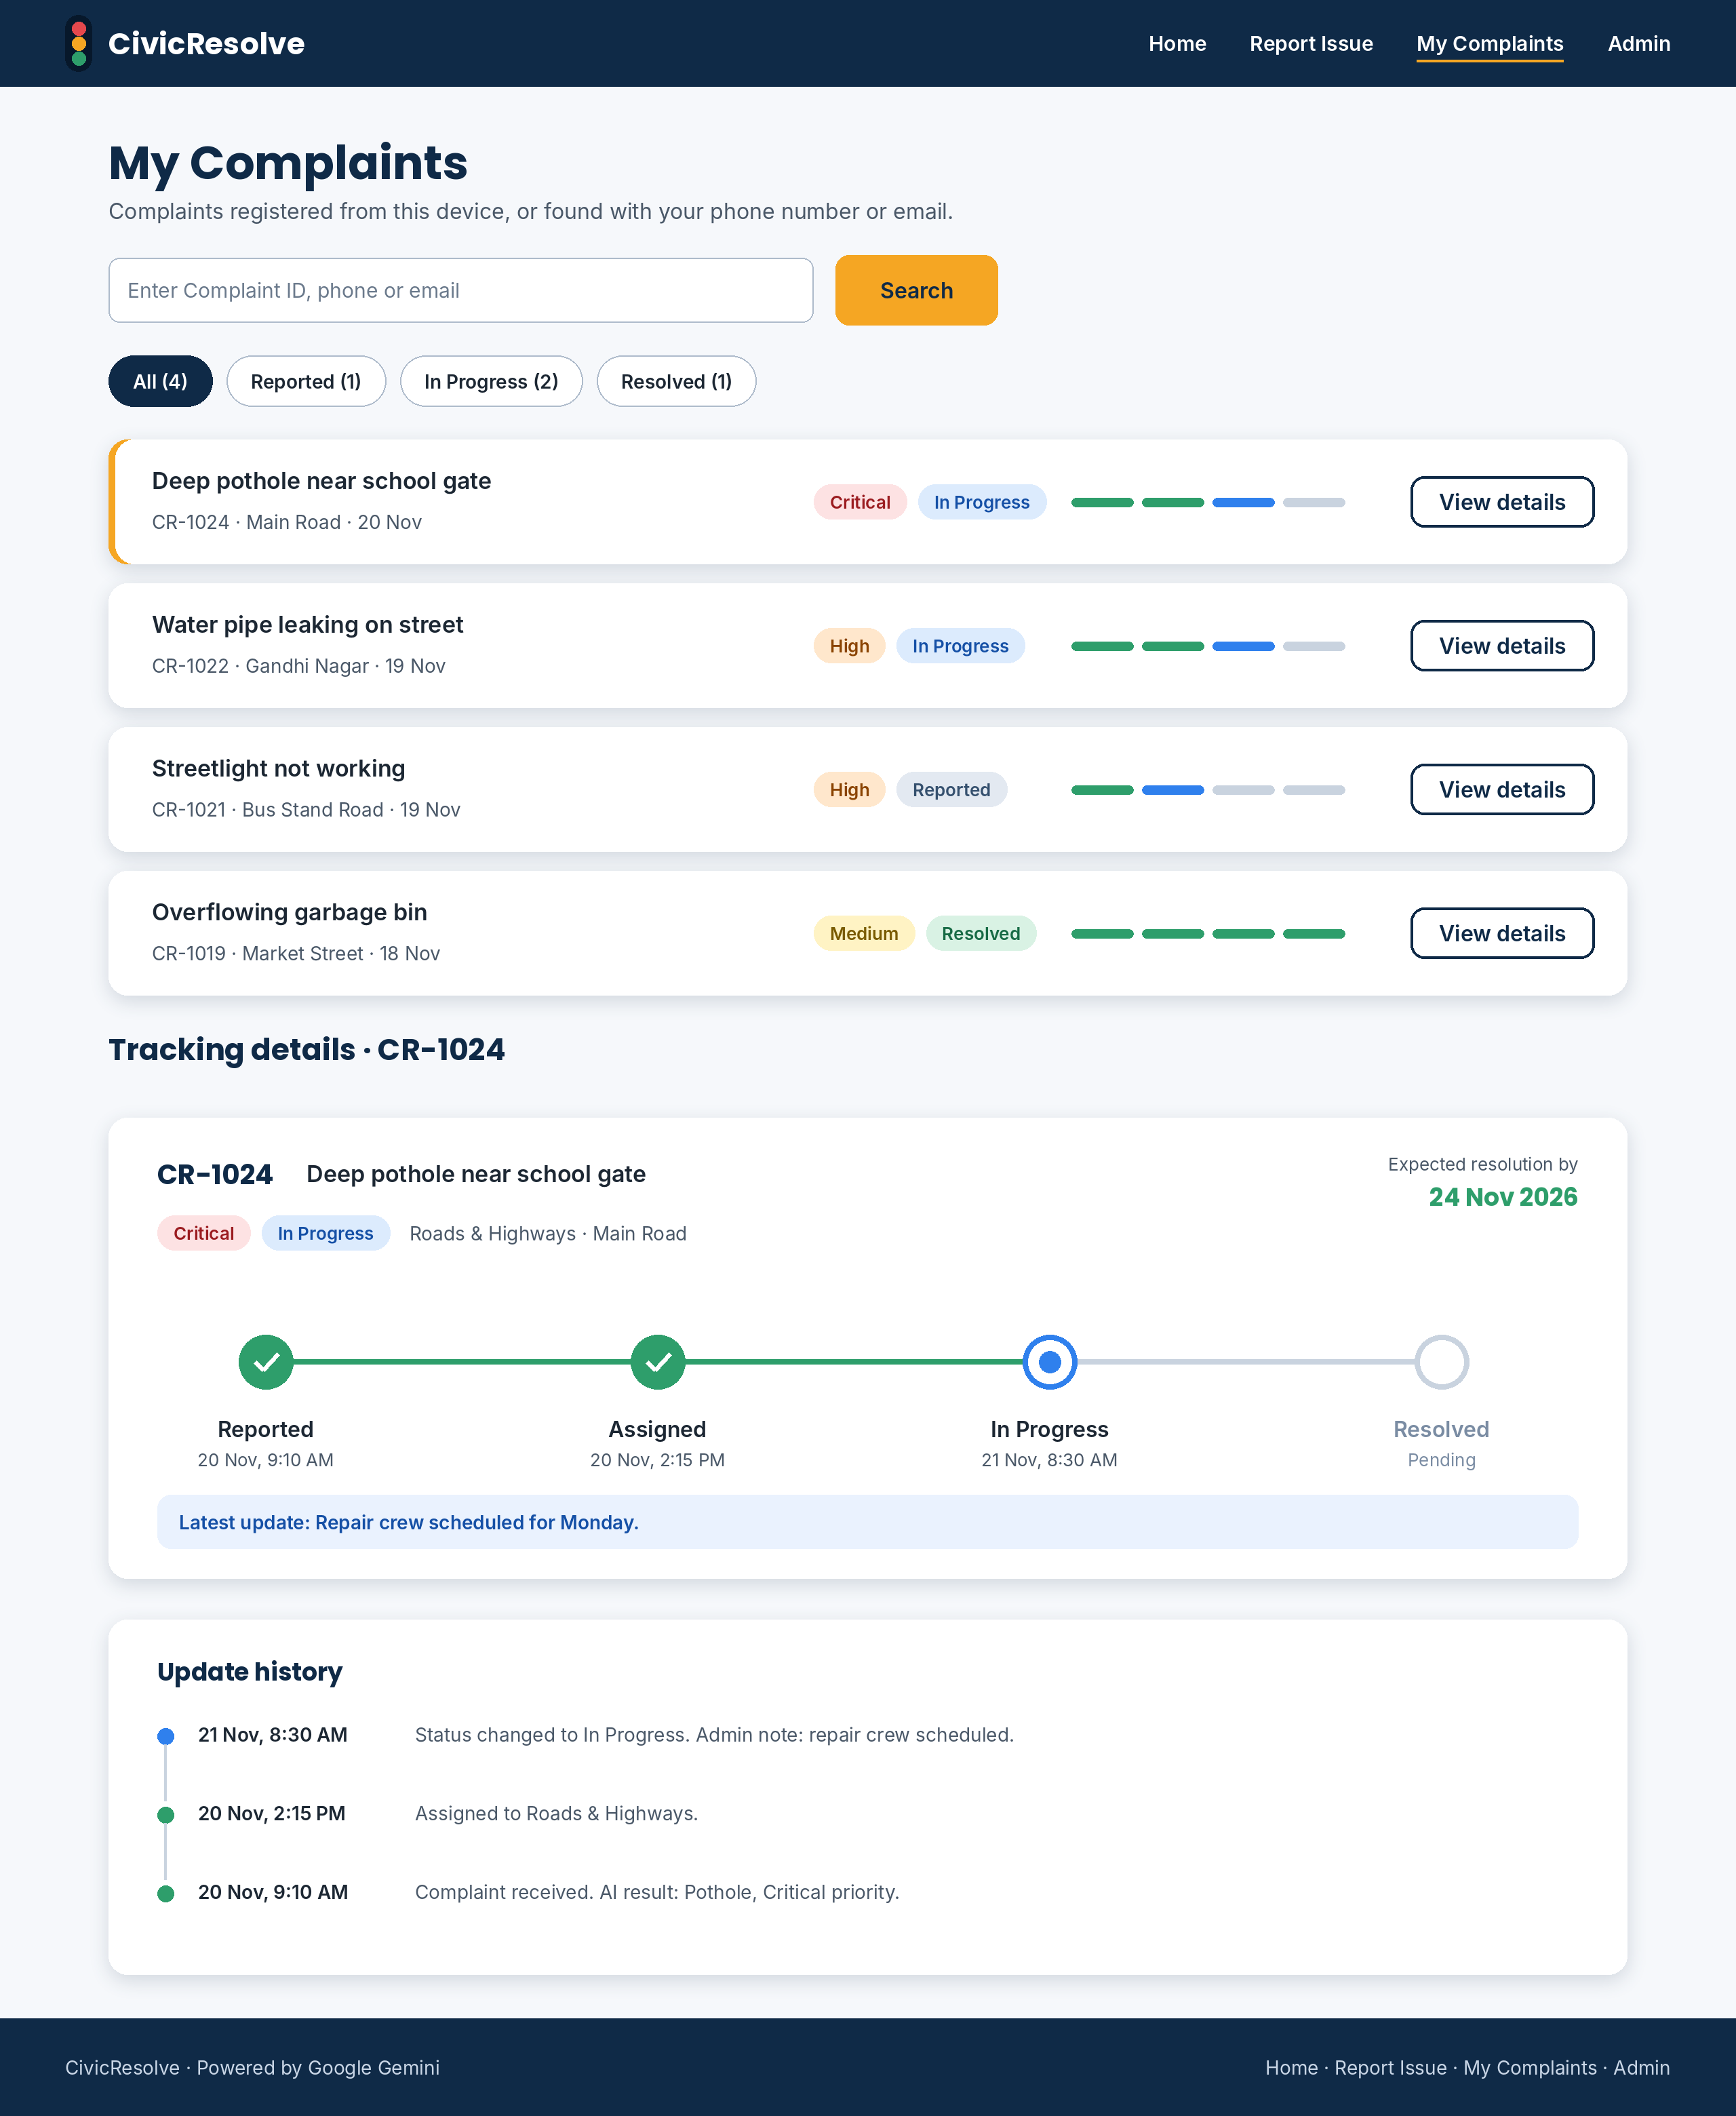 CivicResolve
Home Report Issue My Complaints Admin
My Complaints
Complaints registered from this device, or found with your phone number or email.
Enter Complaint ID, phone or email Search
All (4) Reported (1) In Progress (2) Resolved (1)
Deep pothole near school gate
CR-1024 · Main Road · 20 Nov
Critical In Progress View details
Water pipe leaking on street
CR-1022 · Gandhi Nagar · 19 Nov
High In Progress View details
Streetlight not working
CR-1021 · Bus Stand Road · 19 Nov
High Reported View details
Overflowing garbage bin
CR-1019 · Market Street · 18 Nov
Medium Resolved View details
Tracking details · CR-1024
CR-1024 Deep pothole near school gate
Expected resolution by
24 Nov 2026
Critical In Progress Roads & Highways · Main Road
Reported Assigned In Progress Resolved
20 Nov, 9:10 AM 20 Nov, 2:15 PM 21 Nov, 8:30 AM Pending
Latest update: Repair crew scheduled for Monday.
Update history
21 Nov, 8:30 AM Status changed to In Progress. Admin note: repair crew scheduled.
20 Nov, 2:15 PM Assigned to Roads & Highways.
20 Nov, 9:10 AM Complaint received. AI result: Pothole, Critical priority.
CivicResolve · Powered by Google Gemini
Home · Report Issue · My Complaints · Admin